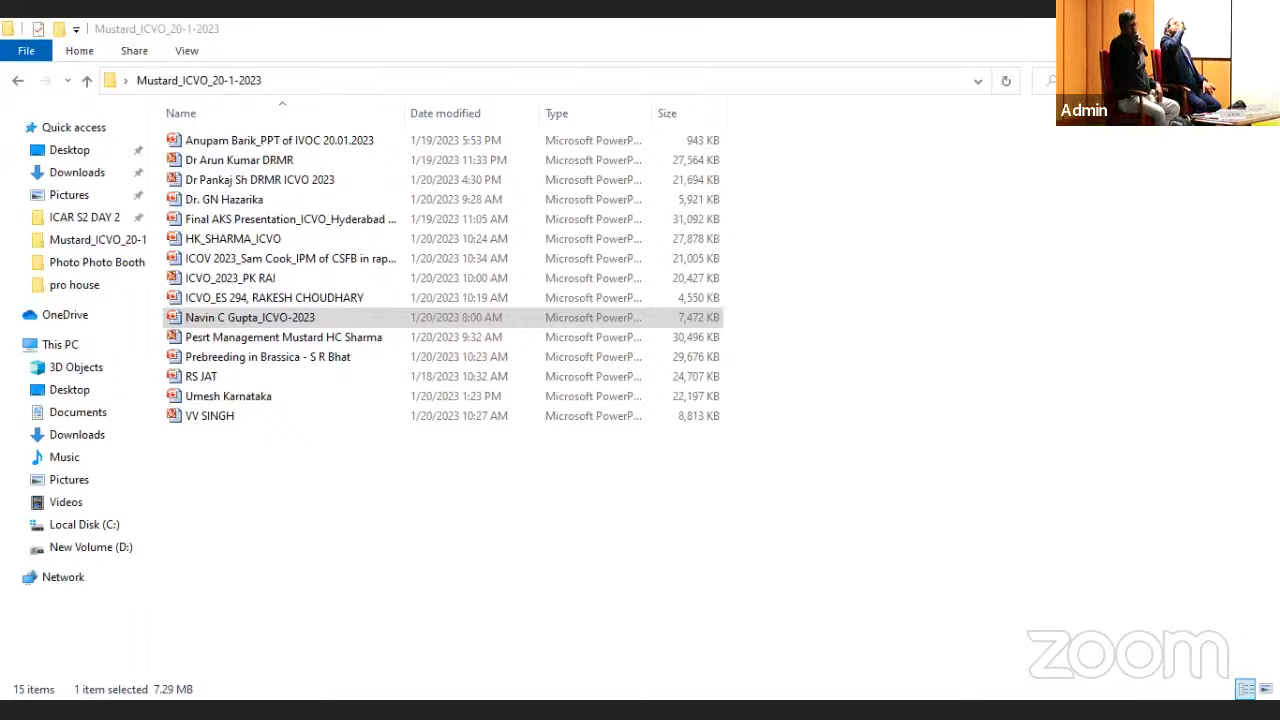 Mustard_ICVO_20-1-2023
File Home Share View
Mustard_ICVO_20-1-2023
Admin
Name Date modified Type Size
Quick access
Desktop
Downloads
Pictures
ICAR S2 DAY 2
Mustard_ICVO_20-1
Photo Photo Booth
pro house
OneDrive
This PC
3D Objects
Desktop
Documents
Downloads
Music
Pictures
Videos
Local Disk (C:)
New Volume (D:)
Network
Anupam Barik_PPT of IVOC 20.01.2023 1/19/2023 5:53 PM Microsoft PowerP... 943 KB
Dr Arun Kumar DRMR 1/19/2023 11:33 PM Microsoft PowerP... 27,564 KB
Dr Pankaj Sh DRMR ICVO 2023 1/20/2023 4:30 PM Microsoft PowerP... 21,694 KB
Dr. GN Hazarika 1/20/2023 9:28 AM Microsoft PowerP... 5,921 KB
Final AKS Presentation_ICVO_Hyderabad ... 1/19/2023 11:05 AM Microsoft PowerP... 31,092 KB
HK_SHARMA_ICVO 1/20/2023 10:24 AM Microsoft PowerP... 27,878 KB
ICOV 2023_Sam Cook_IPM of CSFB in rap... 1/20/2023 10:34 AM Microsoft PowerP... 21,005 KB
ICVO_2023_PK RAI 1/20/2023 10:00 AM Microsoft PowerP... 20,427 KB
ICVO_ES 294, RAKESH CHOUDHARY 1/20/2023 10:19 AM Microsoft PowerP... 4,550 KB
Navin C Gupta_ICVO-2023 1/20/2023 8:00 AM Microsoft PowerP... 7,472 KB
Pesrt Management Mustard HC Sharma 1/20/2023 9:32 AM Microsoft PowerP... 30,496 KB
Prebreeding in Brassica - S R Bhat 1/20/2023 10:23 AM Microsoft PowerP... 29,676 KB
RS JAT 1/18/2023 10:32 AM Microsoft PowerP... 24,707 KB
Umesh Karnataka 1/20/2023 1:23 PM Microsoft PowerP... 22,197 KB
VV SINGH 1/20/2023 10:27 AM Microsoft PowerP... 8,813 KB
zoom
15 items 1 item selected 7.29 MB